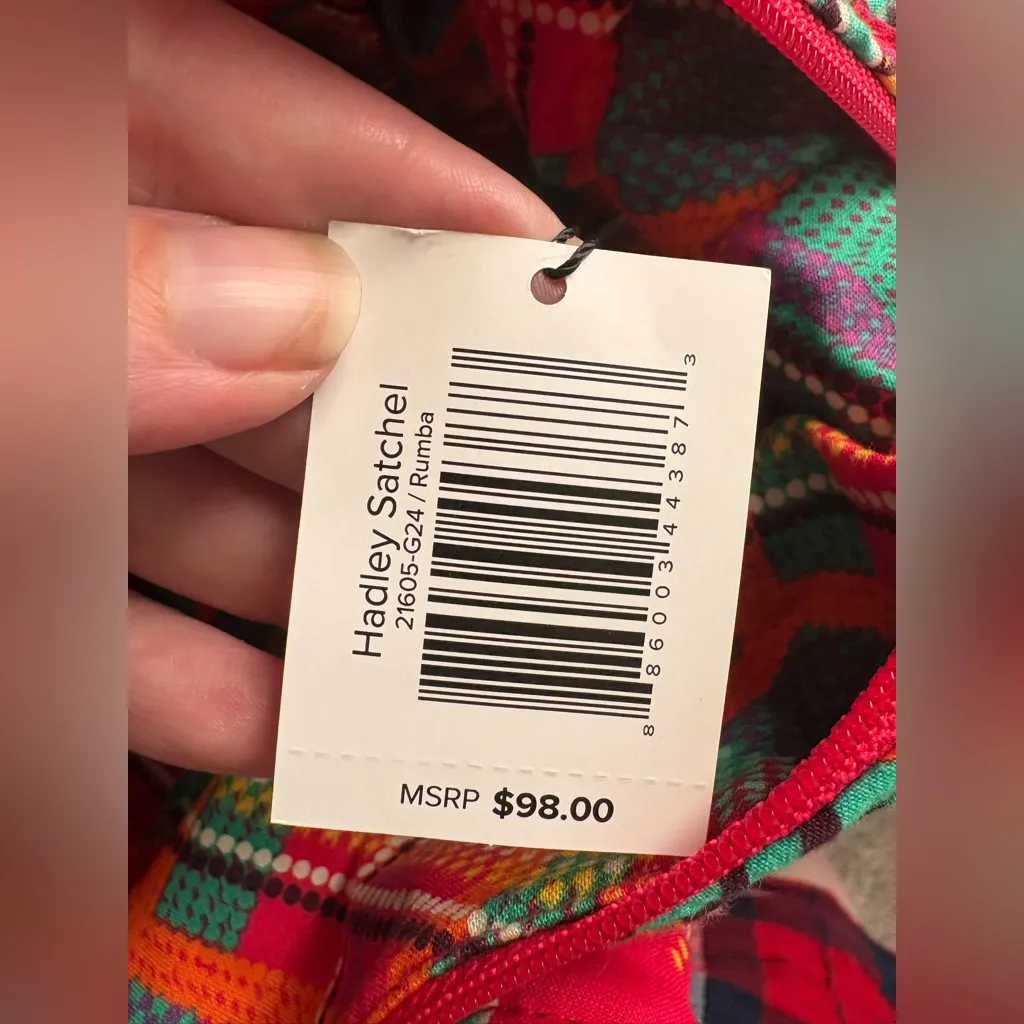 Hadley Satchel
21605-G24 / Rumba
8 86003 44387 3
MSRP $98.00